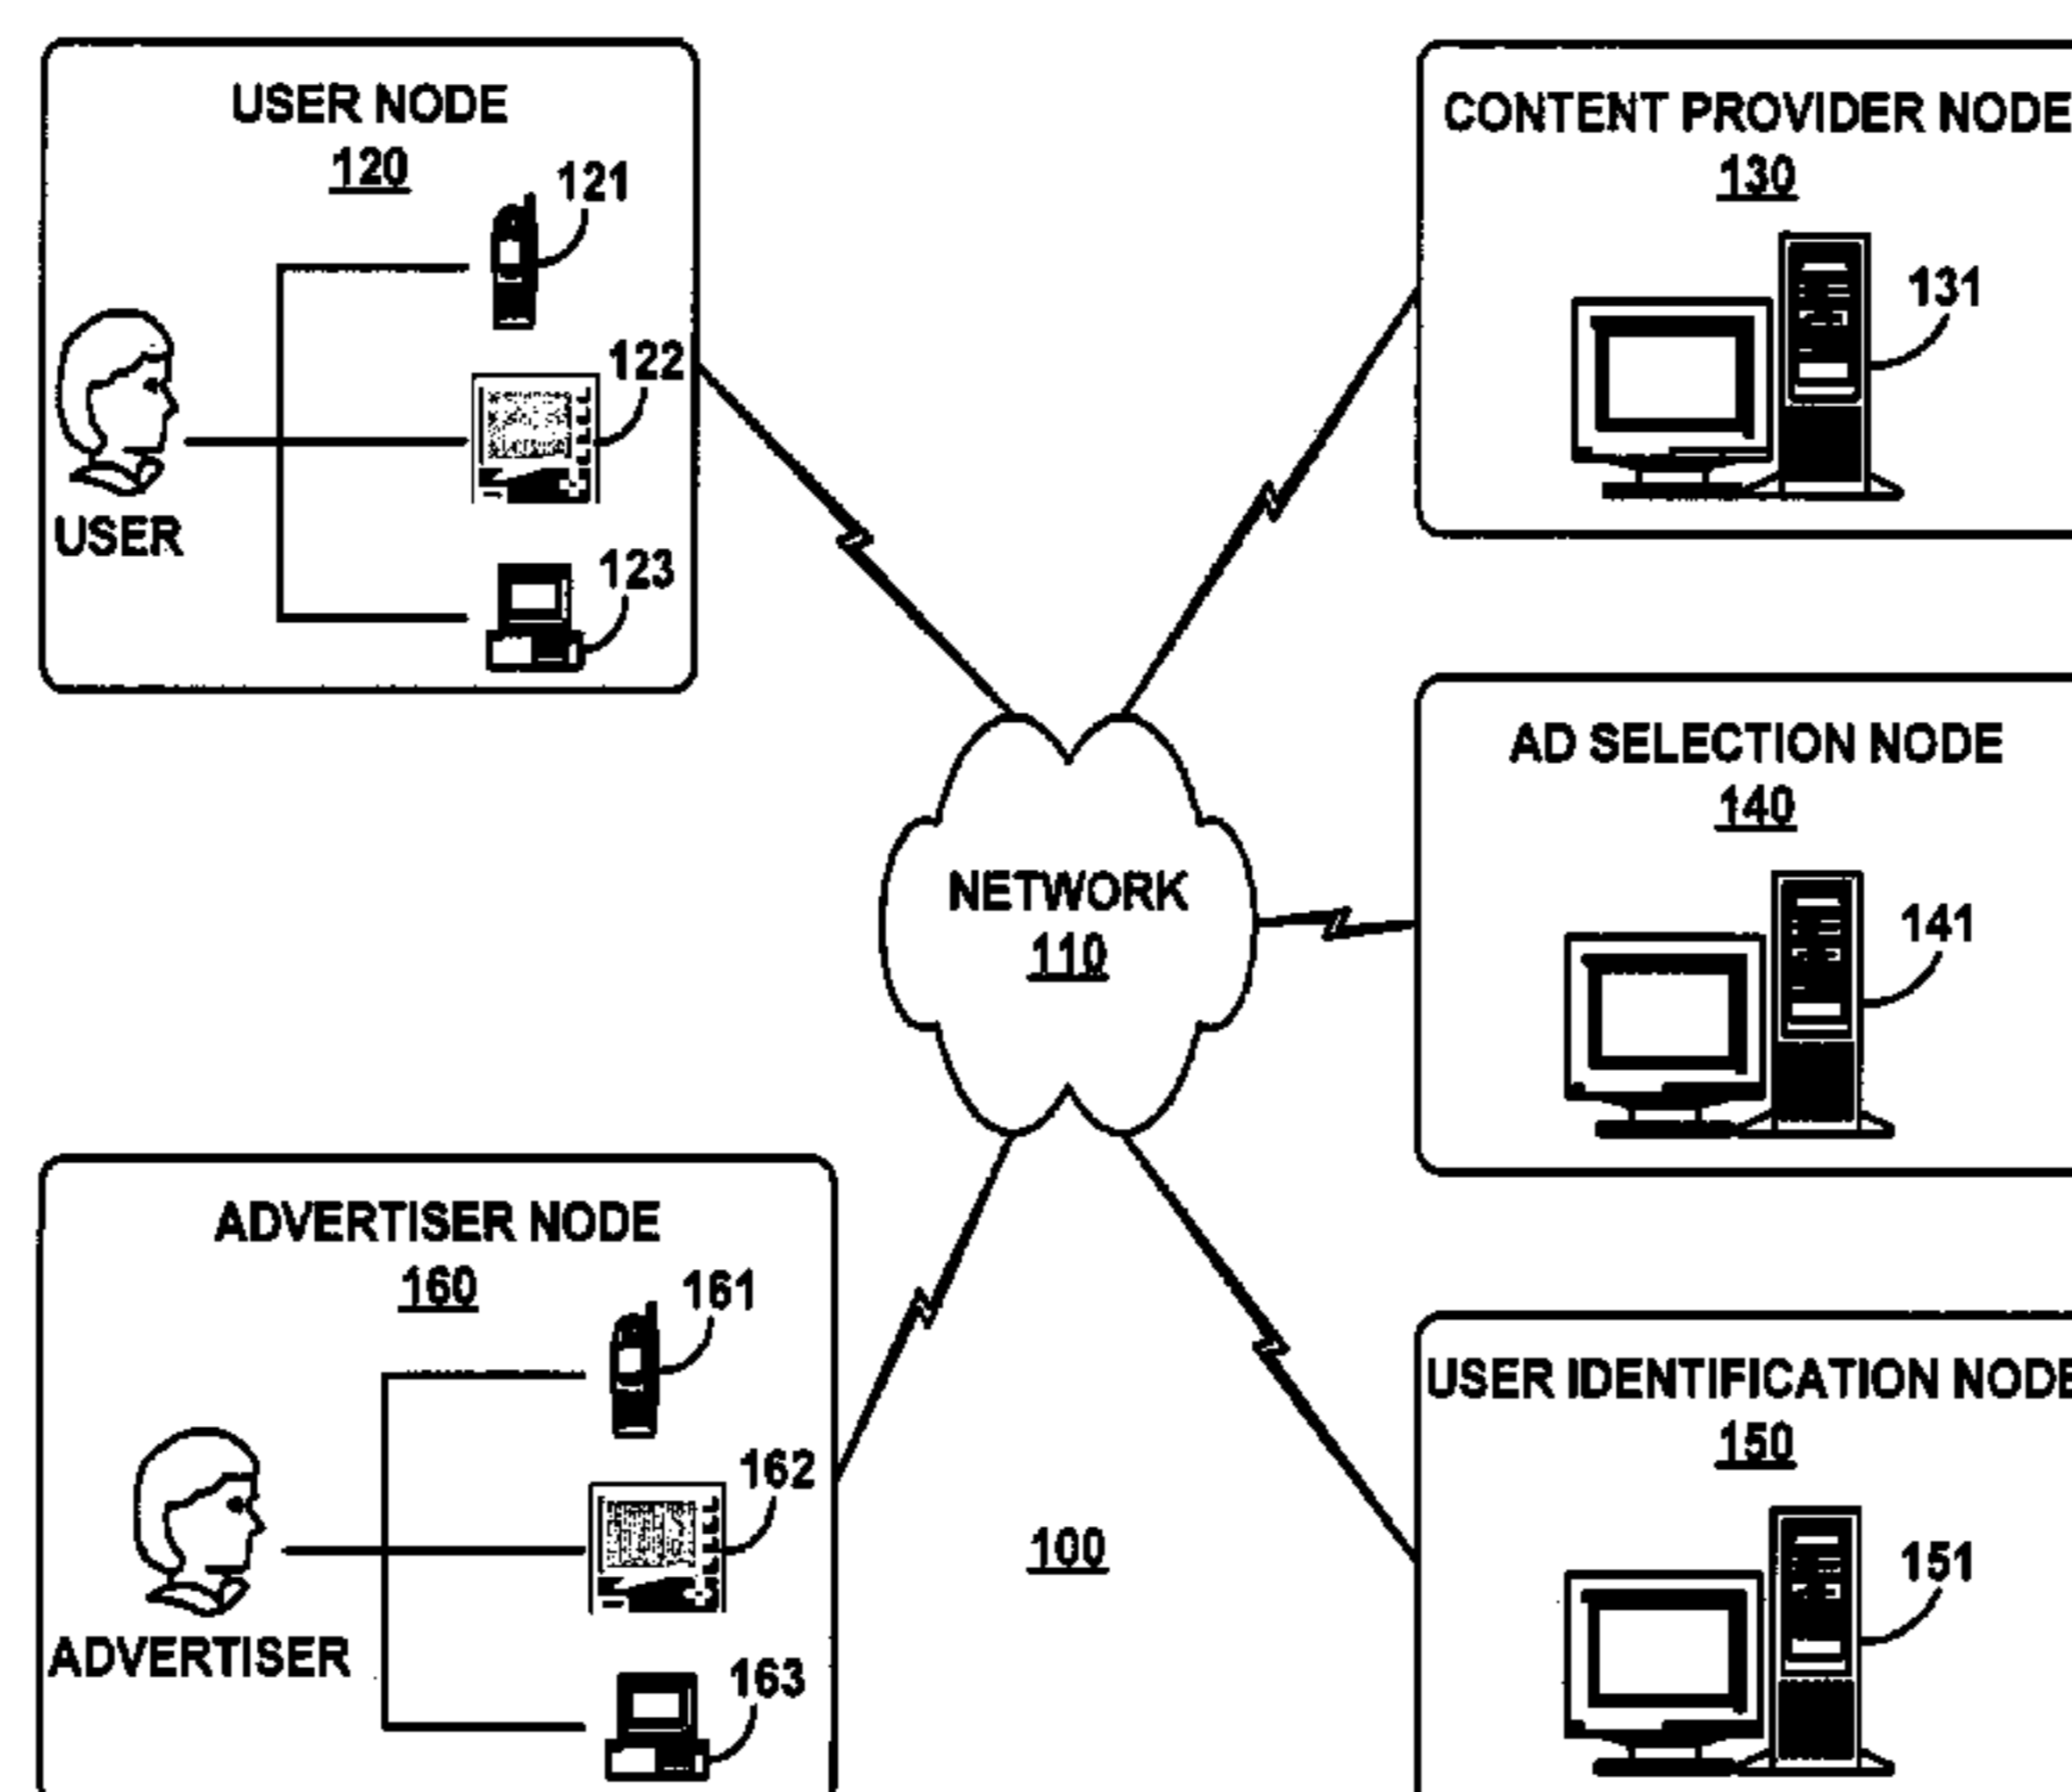 USER NODE
120
121
122
123
USER
CONTENT PROVIDER NODE
130
131
NETWORK
110
AD SELECTION NODE
140
141
ADVERTISER NODE
160
161
162
163
ADVERTISER
100
USER IDENTIFICATION NODE
150
151